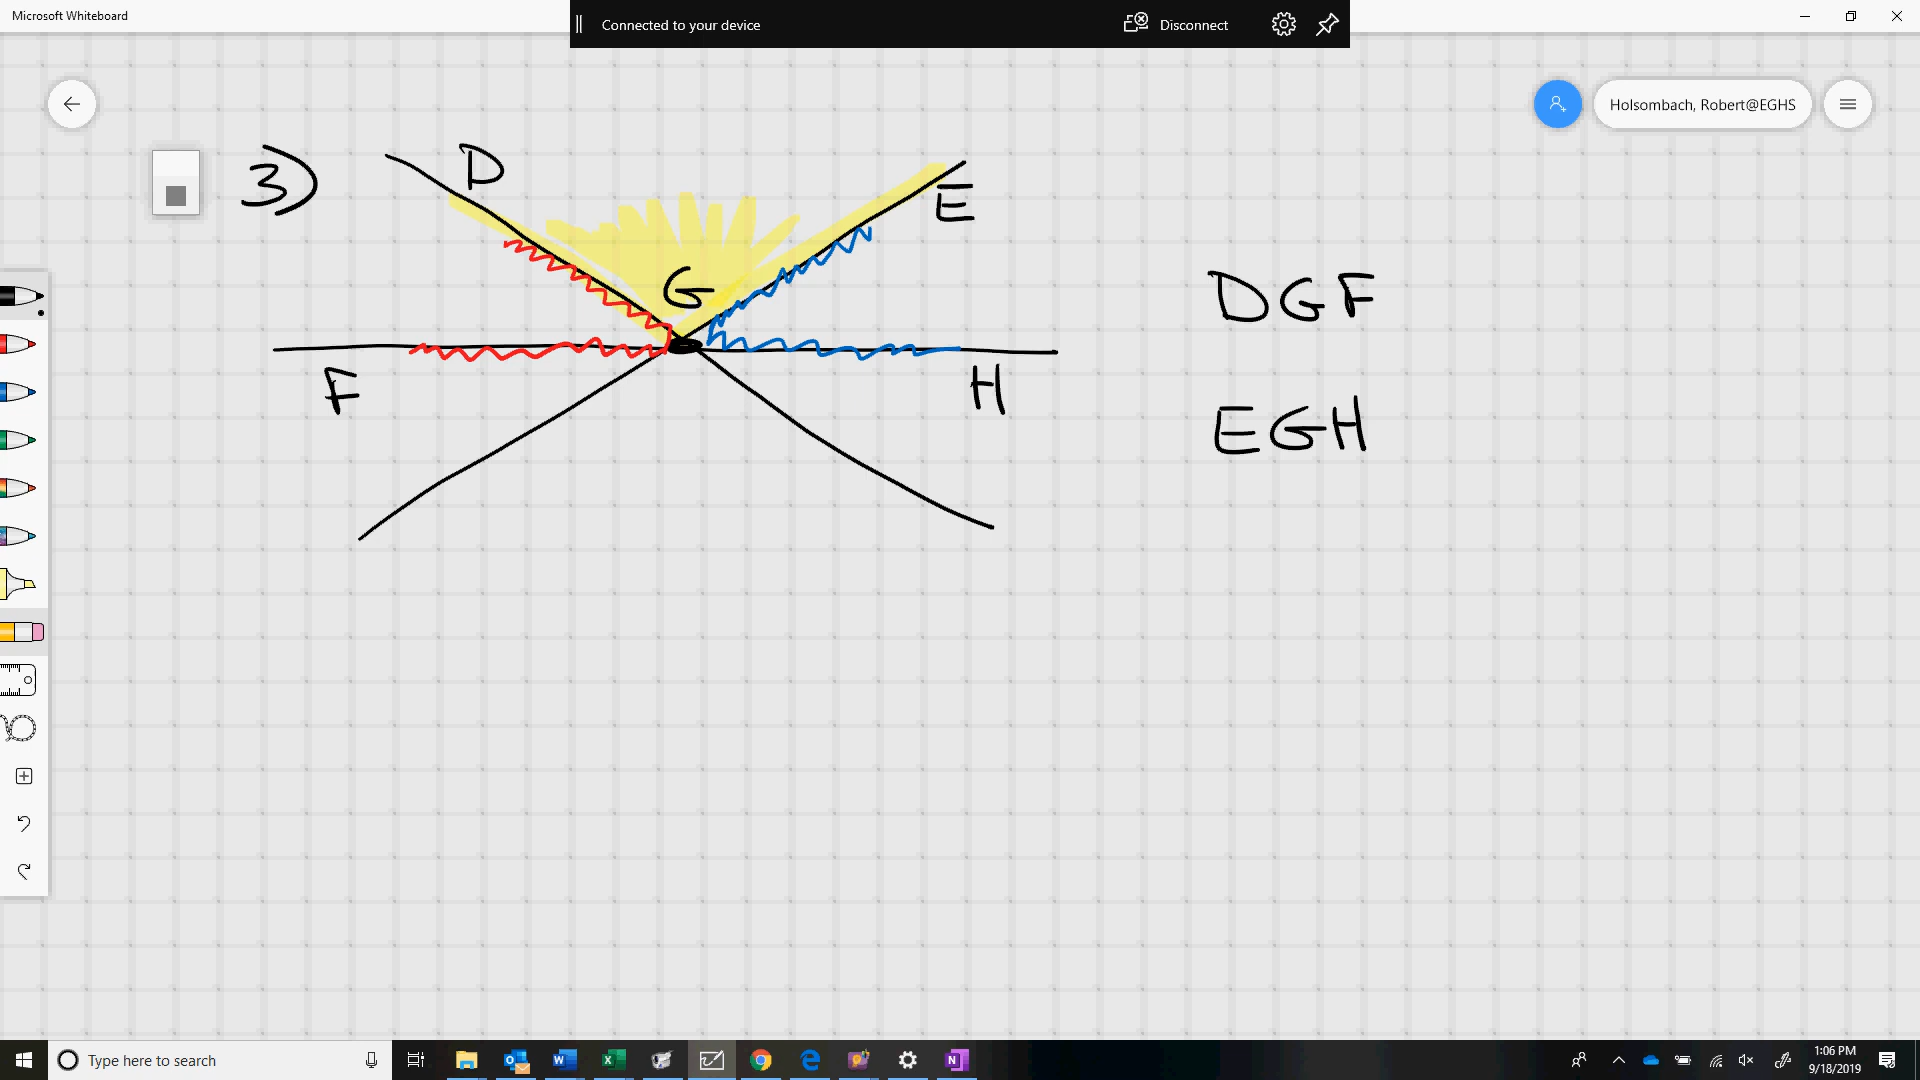 Microsoft Whiteboard
Connected to your device
Disconnect
Holsombach, Robert@EGHS
3)
D
E
G
F
H
DGF
EGH
Type here to search
1:06 PM
9/18/2019